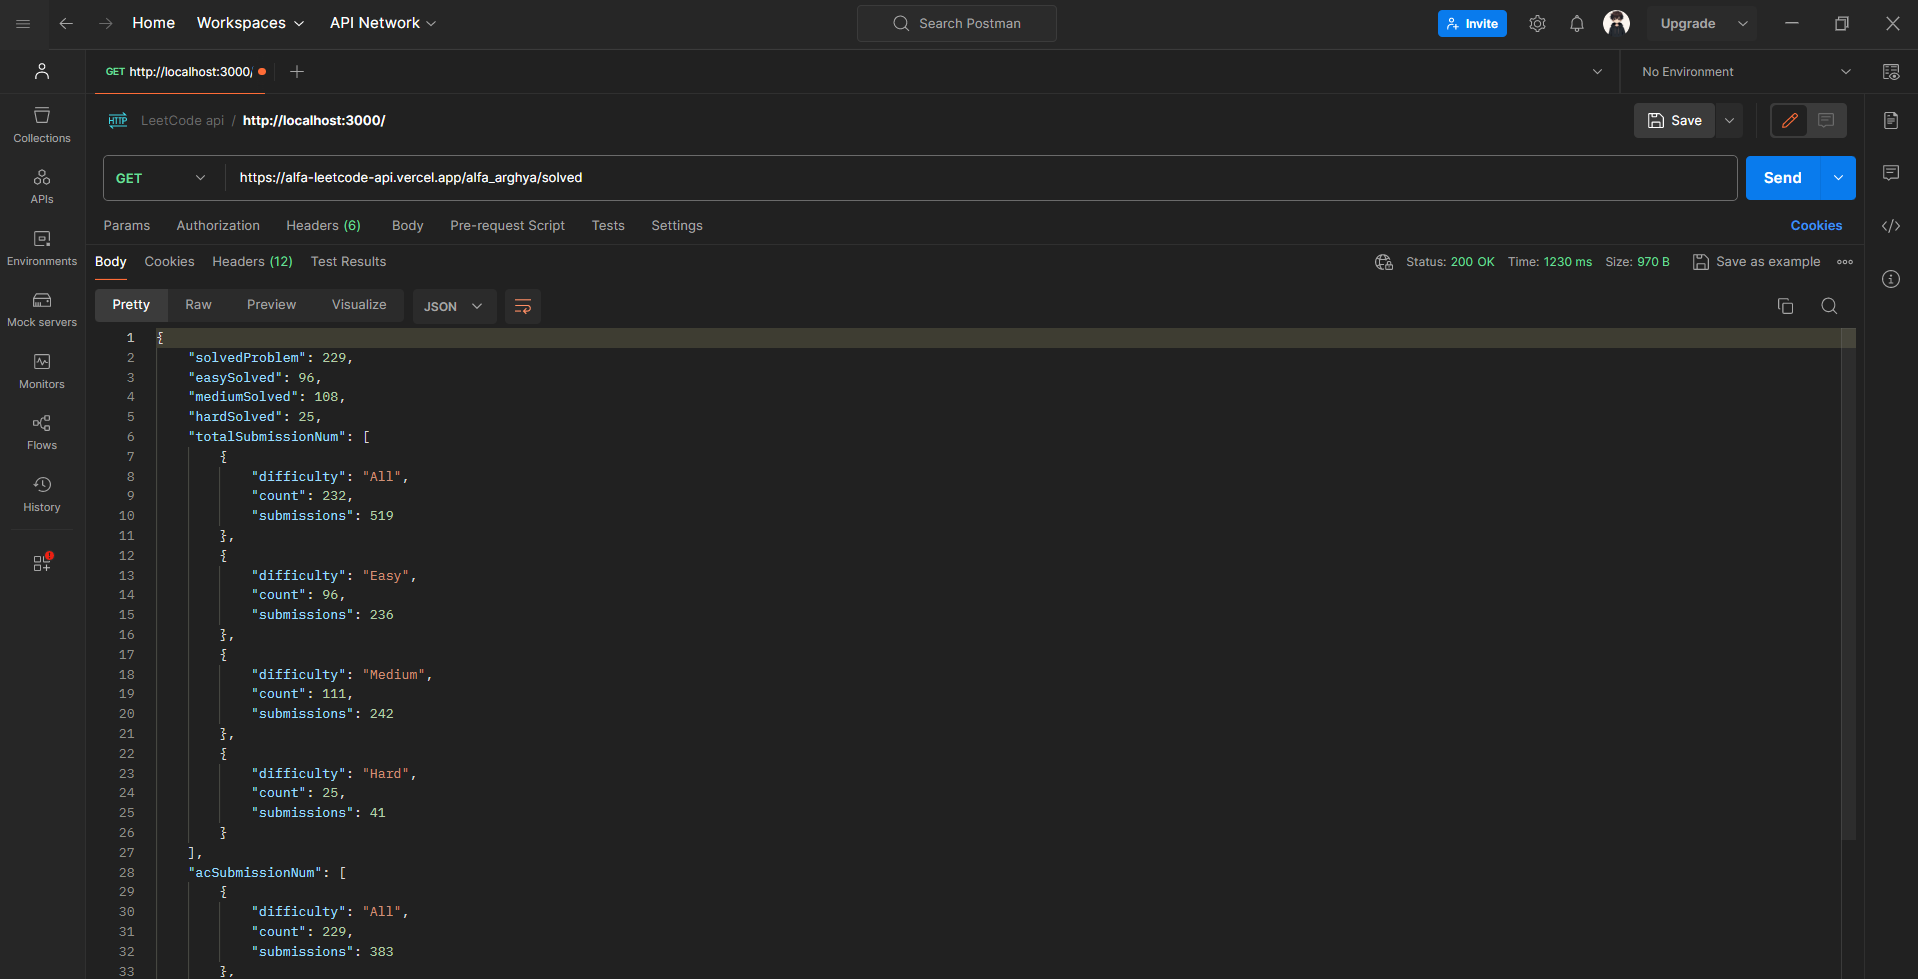 Home Workspaces API Network Search Postman Invite Upgrade
GET http://localhost:3000/ No Environment
HTTP LeetCode api / http://localhost:3000/ Save
GET https://alfa-leetcode-api.vercel.app/alfa_arghya/solved Send
Params Authorization Headers (6) Body Pre-request Script Tests Settings Cookies
Body Cookies Headers (12) Test Results Status: 200 OK Time: 1230 ms Size: 970 B Save as example
Pretty Raw Preview Visualize JSON
Collections
APIs
Environments
Mock servers
Monitors
Flows
History
1 {
2 "solvedProblem": 229,
3 "easySolved": 96,
4 "mediumSolved": 108,
5 "hardSolved": 25,
6 "totalSubmissionNum": [
7 {
8 "difficulty": "All",
9 "count": 232,
10 "submissions": 519
11 },
12 {
13 "difficulty": "Easy",
14 "count": 96,
15 "submissions": 236
16 },
17 {
18 "difficulty": "Medium",
19 "count": 111,
20 "submissions": 242
21 },
22 {
23 "difficulty": "Hard",
24 "count": 25,
25 "submissions": 41
26 }
27 ],
28 "acSubmissionNum": [
29 {
30 "difficulty": "All",
31 "count": 229,
32 "submissions": 383
33 },